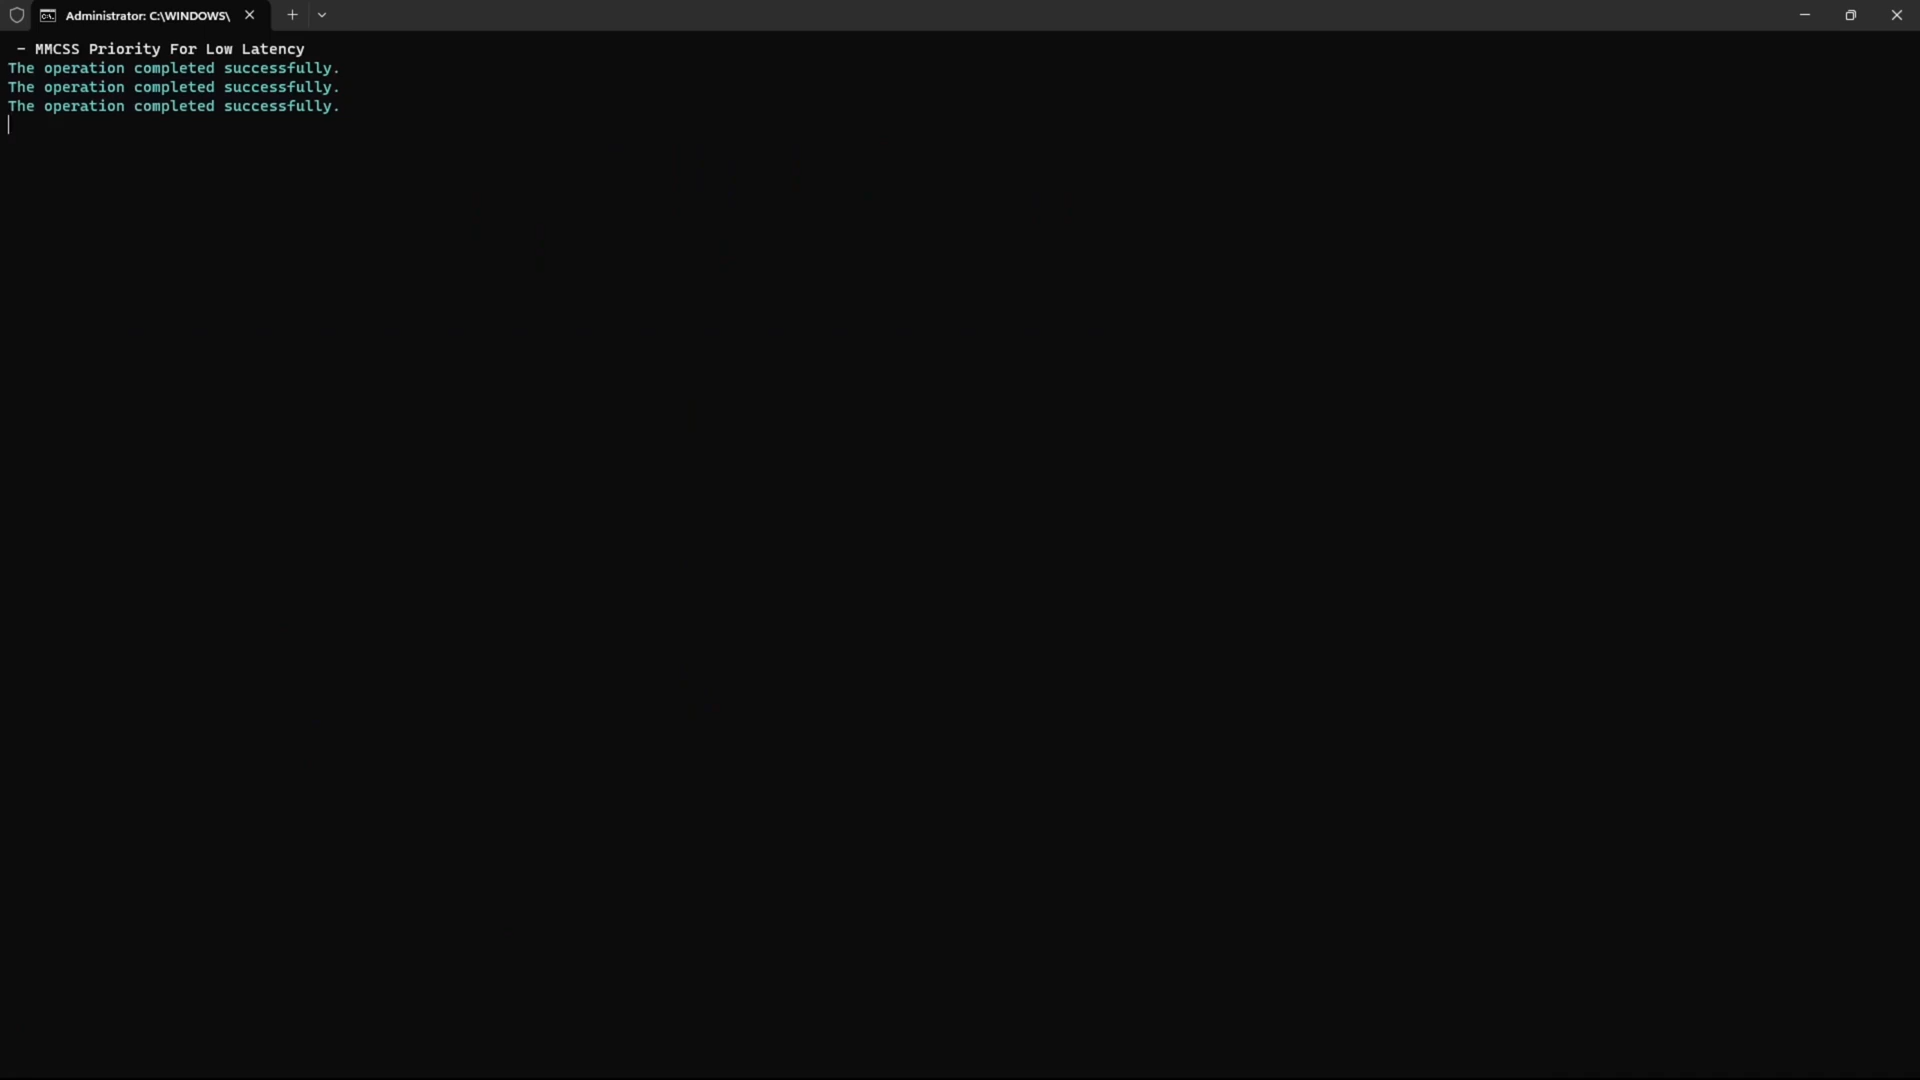 Administrator: C:\WINDOWS\
- MMCSS Priority For Low Latency
The operation completed successfully.
The operation completed successfully.
The operation completed successfully.